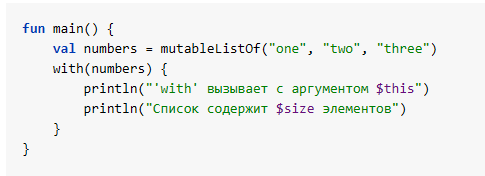 fun main() {
    val numbers = mutableListOf("one", "two", "three")
    with(numbers) {
        println("'with' вызывает с аргументом $this")
        println("Список содержит $size элементов")
    }
}